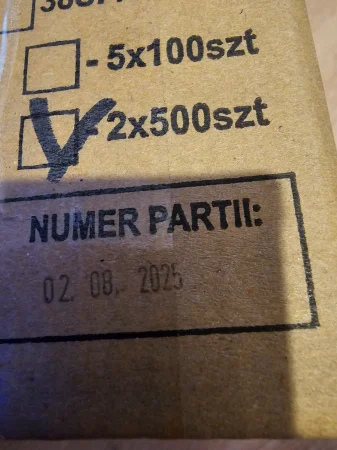 - 5x100szt
- 2x500szt
NUMER PARTII:
02. 08. 2025